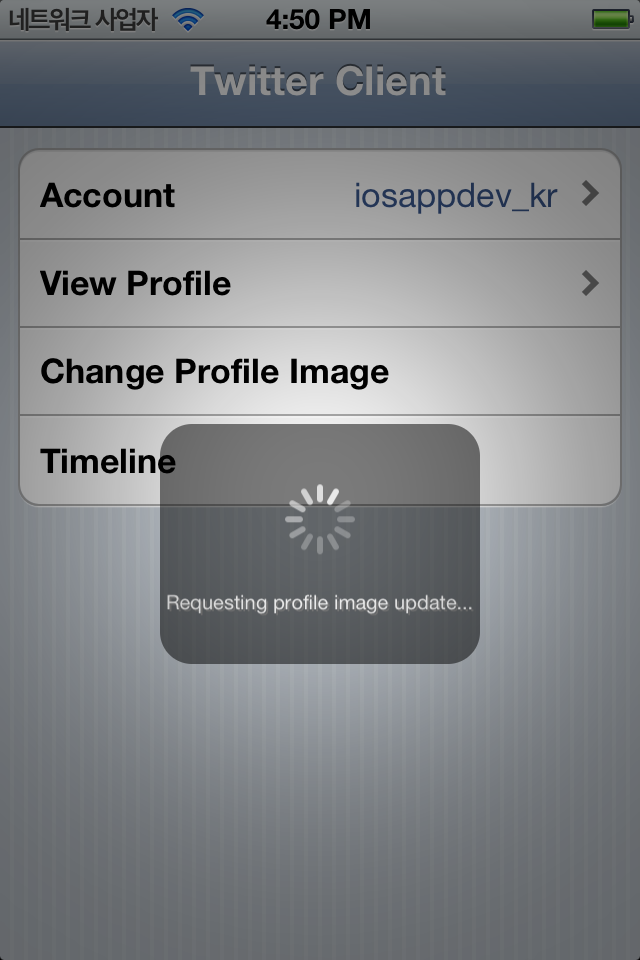 네트워크 사업자 4:50 PM
Twitter Client
Account iosappdev_kr
View Profile
Change Profile Image
Timeline
Requesting profile image update...